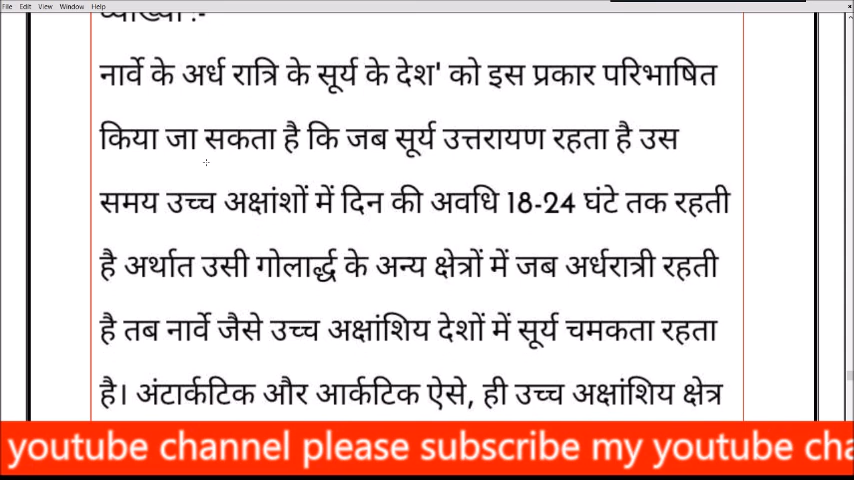 File Edit View Window Help
व्याख्या :-
नार्वे के अर्ध रात्रि के सूर्य के देश' को इस प्रकार परिभाषित
किया जा सकता है कि जब सूर्य उत्तरायण रहता है उस
समय उच्च अक्षांशों में दिन की अवधि 18-24 घंटे तक रहती
है अर्थात उसी गोलार्द्ध के अन्य क्षेत्रों में जब अर्धरात्री रहती
है तब नार्वे जैसे उच्च अक्षांशिय देशों में सूर्य चमकता रहता
है। अंटार्कटिक और आर्कटिक ऐसे, ही उच्च अक्षांशिय क्षेत्र
youtube channel please subscribe my youtube cha